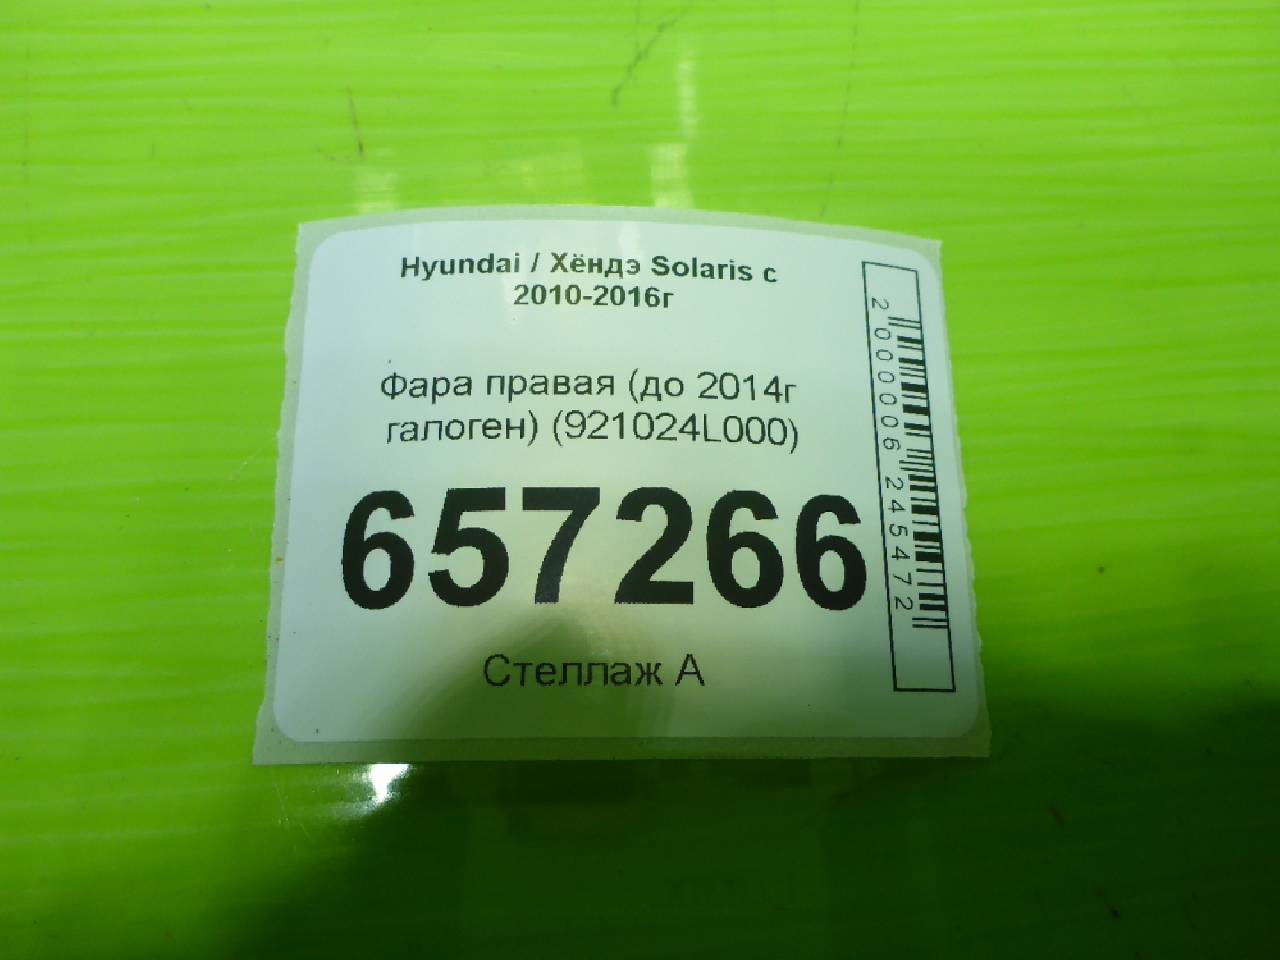 Hyundai / Хёндэ Solaris с
2010-2016г
Фара правая (до 2014г
галоген) (921024L000)
657266
Стеллаж А
2000006245472